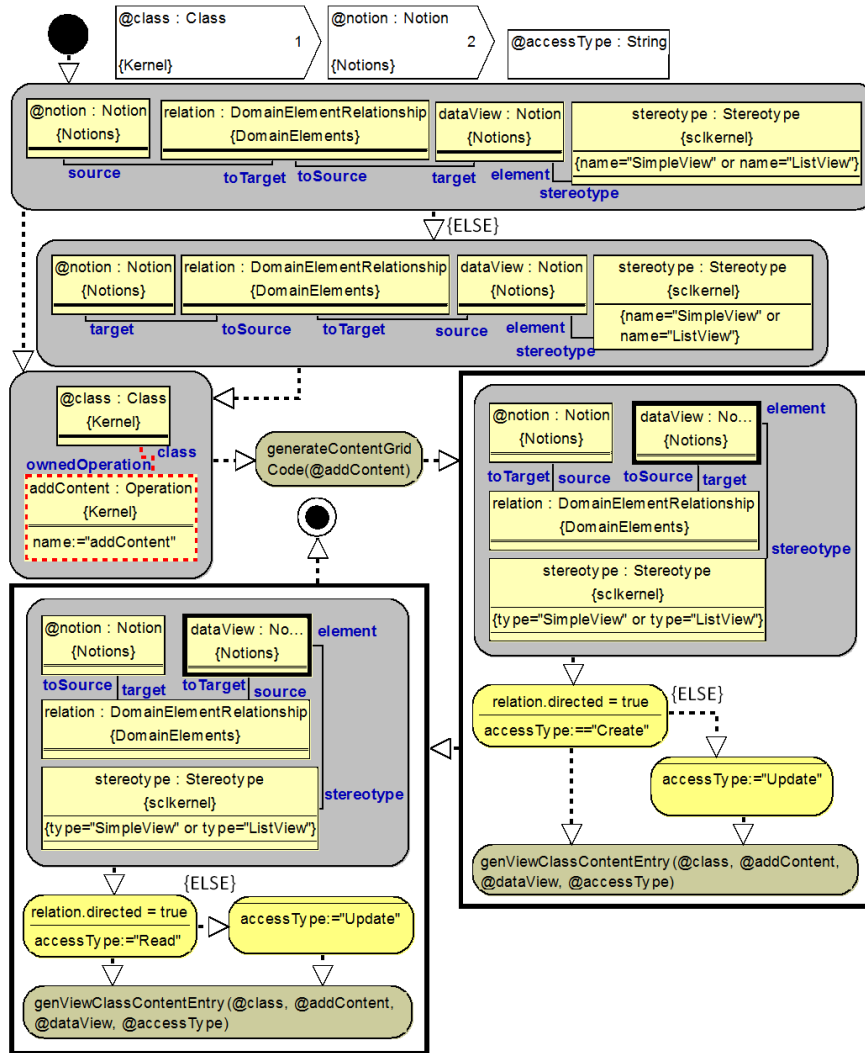 @class : Class
1
{Kernel}
@notion : Notion
2
{Notions}
@accessType : String
@notion : Notion
{Notions}
relation : DomainElementRelationship
{DomainElements}
dataView : Notion
{Notions}
stereotype : Stereotype
{sclkernel}
{name="SimpleView" or name="ListView"}
source
toTarget
toSource
target
element
stereotype
{ELSE}
@notion : Notion
{Notions}
relation : DomainElementRelationship
{DomainElements}
dataView : Notion
{Notions}
stereotype : Stereotype
{sclkernel}
{name="SimpleView" or
name="ListView"}
target
toSource
toTarget
source
element
stereotype
@class : Class
{Kernel}
class
ownedOperation
addContent : Operation
{Kernel}
name:="addContent"
generateContentGrid
Code(@addContent)
@notion : Notion
{Notions}
dataView : No...
{Notions}
element
toTarget
source
toSource
target
relation : DomainElementRelationship
{DomainElements}
stereotype
stereotype : Stereotype
{sclkernel}
{type="SimpleView" or type="ListView"}
relation.directed = true
accessType:=="Create"
{ELSE}
accessType:="Update"
genViewClassContentEntry(@class, @addContent,
@dataView, @accessType)
@notion : Notion
{Notions}
dataView : No...
{Notions}
element
toSource
target
toTarget
source
relation : DomainElementRelationship
{DomainElements}
stereotype
stereotype : Stereotype
{sclkernel}
{type="SimpleView" or type="ListView"}
{ELSE}
relation.directed = true
accessType:="Read"
accessType:="Update"
genViewClassContentEntry(@class, @addContent,
@dataView, @accessType)